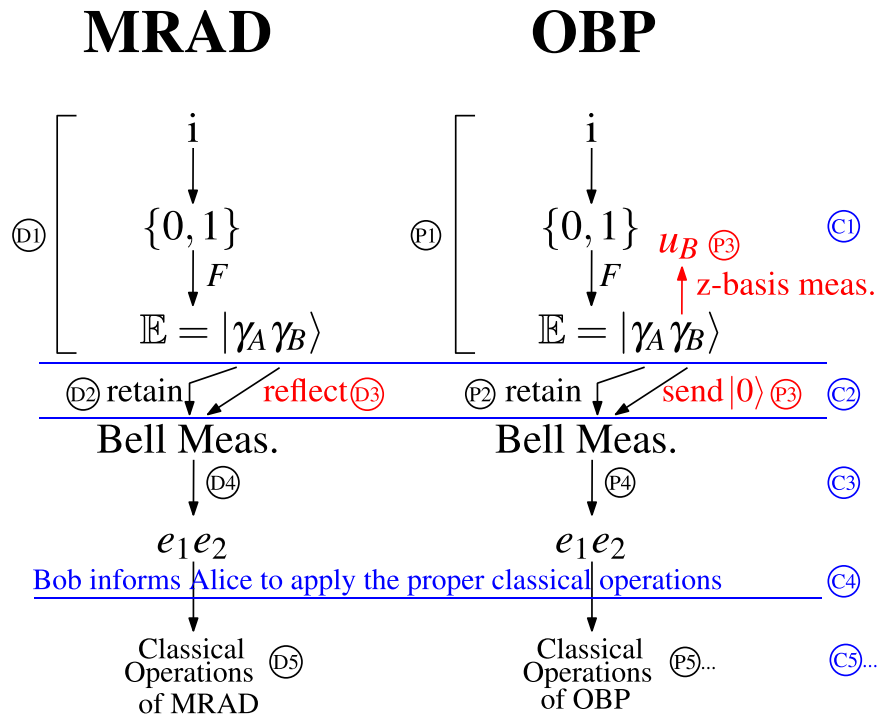 MRAD OBP
i i
D1 {0, 1} P1 {0, 1} u_B P3 C1
F F z-basis meas.
𝔼 = |γ_A γ_B⟩ 𝔼 = |γ_A γ_B⟩
D2 retain reflect D3 P2 retain send |0⟩ P3 C2
Bell Meas. Bell Meas.
D4 P4 C3
e₁e₂ e₁e₂
Bob informs Alice to apply the proper classical operations C4
Classical Classical
Operations D5 Operations P5... C5...
of MRAD of OBP